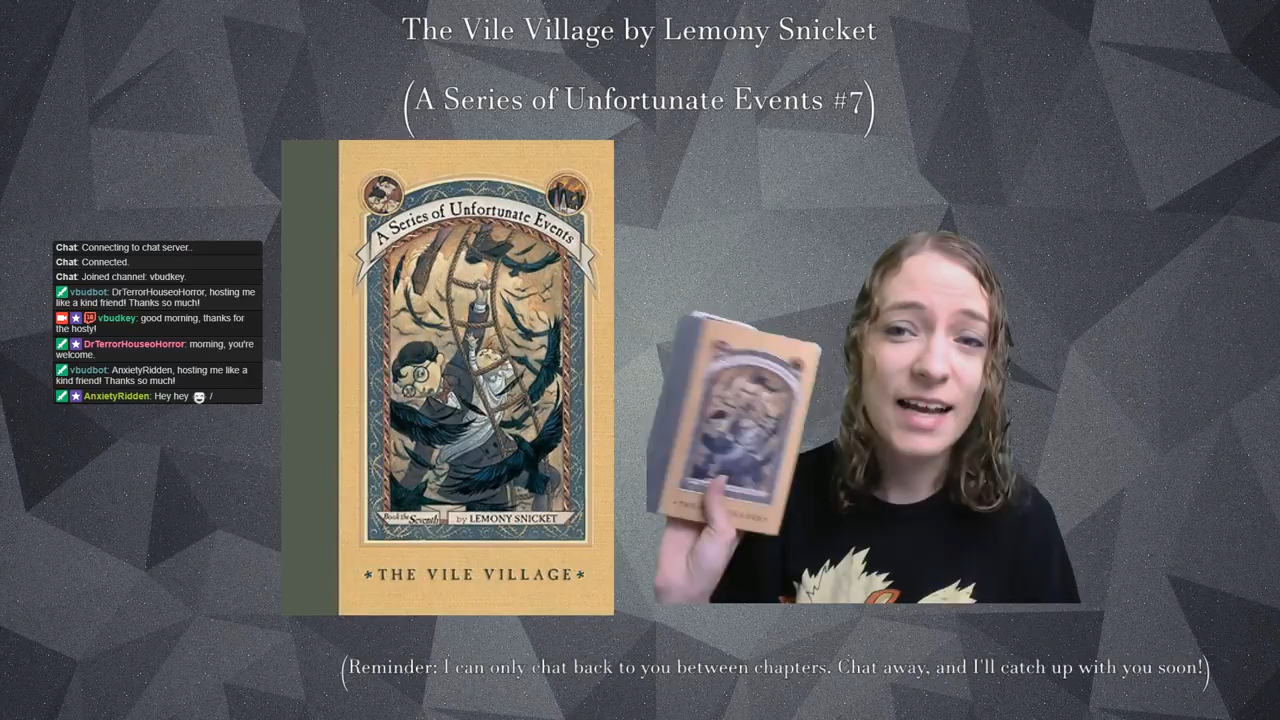 The Vile Village by Lemony Snicket
(A Series of Unfortunate Events #7)
A Series of Unfortunate Events
Book the Seventh by LEMONY SNICKET
*THE VILE VILLAGE*
Chat: Connecting to chat server..
Chat: Connected.
Chat: Joined channel: vbudkey.
vbudbot: DrTerrorHouseoHorror, hosting me
like a kind friend! Thanks so much!
18 vbudkey: good morning, thanks for
the hosty!
DrTerrorHouseoHorror: morning, you're
welcome.
vbudbot: AnxietyRidden, hosting me like a
kind friend! Thanks so much!
AnxietyRidden: Hey hey /
(Reminder: I can only chat back to you between chapters. Chat away, and I'll catch up with you soon!)